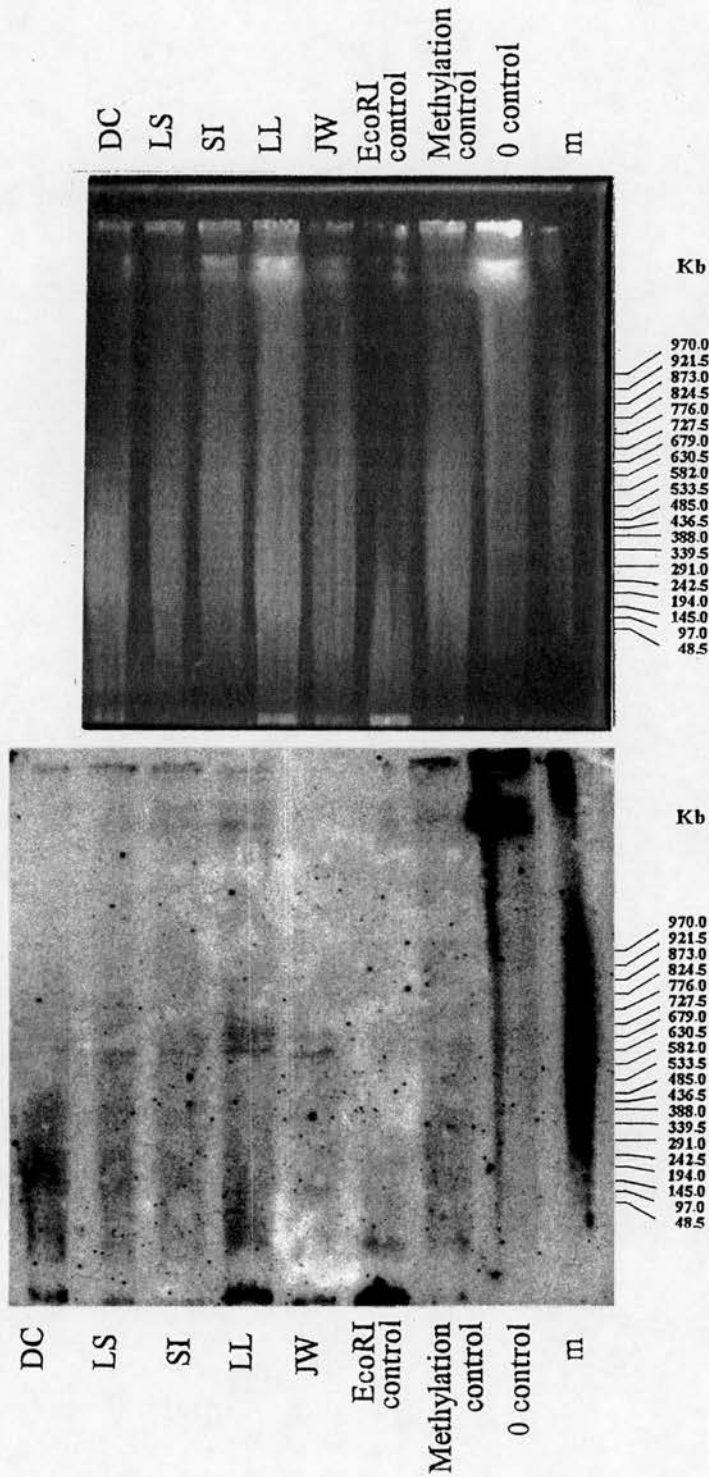 DC
LS
SI
LL
JW
EcoRI
control
Methylation
control
0 control
m
Kb
970.0
921.5
873.0
824.5
776.0
727.5
679.0
630.5
582.0
533.5
485.0
436.5
388.0
339.5
291.0
242.5
194.0
145.0
97.0
48.5
Kb
970.0
921.5
873.0
824.5
776.0
727.5
679.0
630.5
582.0
533.5
485.0
436.5
388.0
339.5
291.0
242.5
194.0
145.0
97.0
48.5
DC
LS
SI
LL
JW
EcoRI
control
Methylation
control
0 control
m